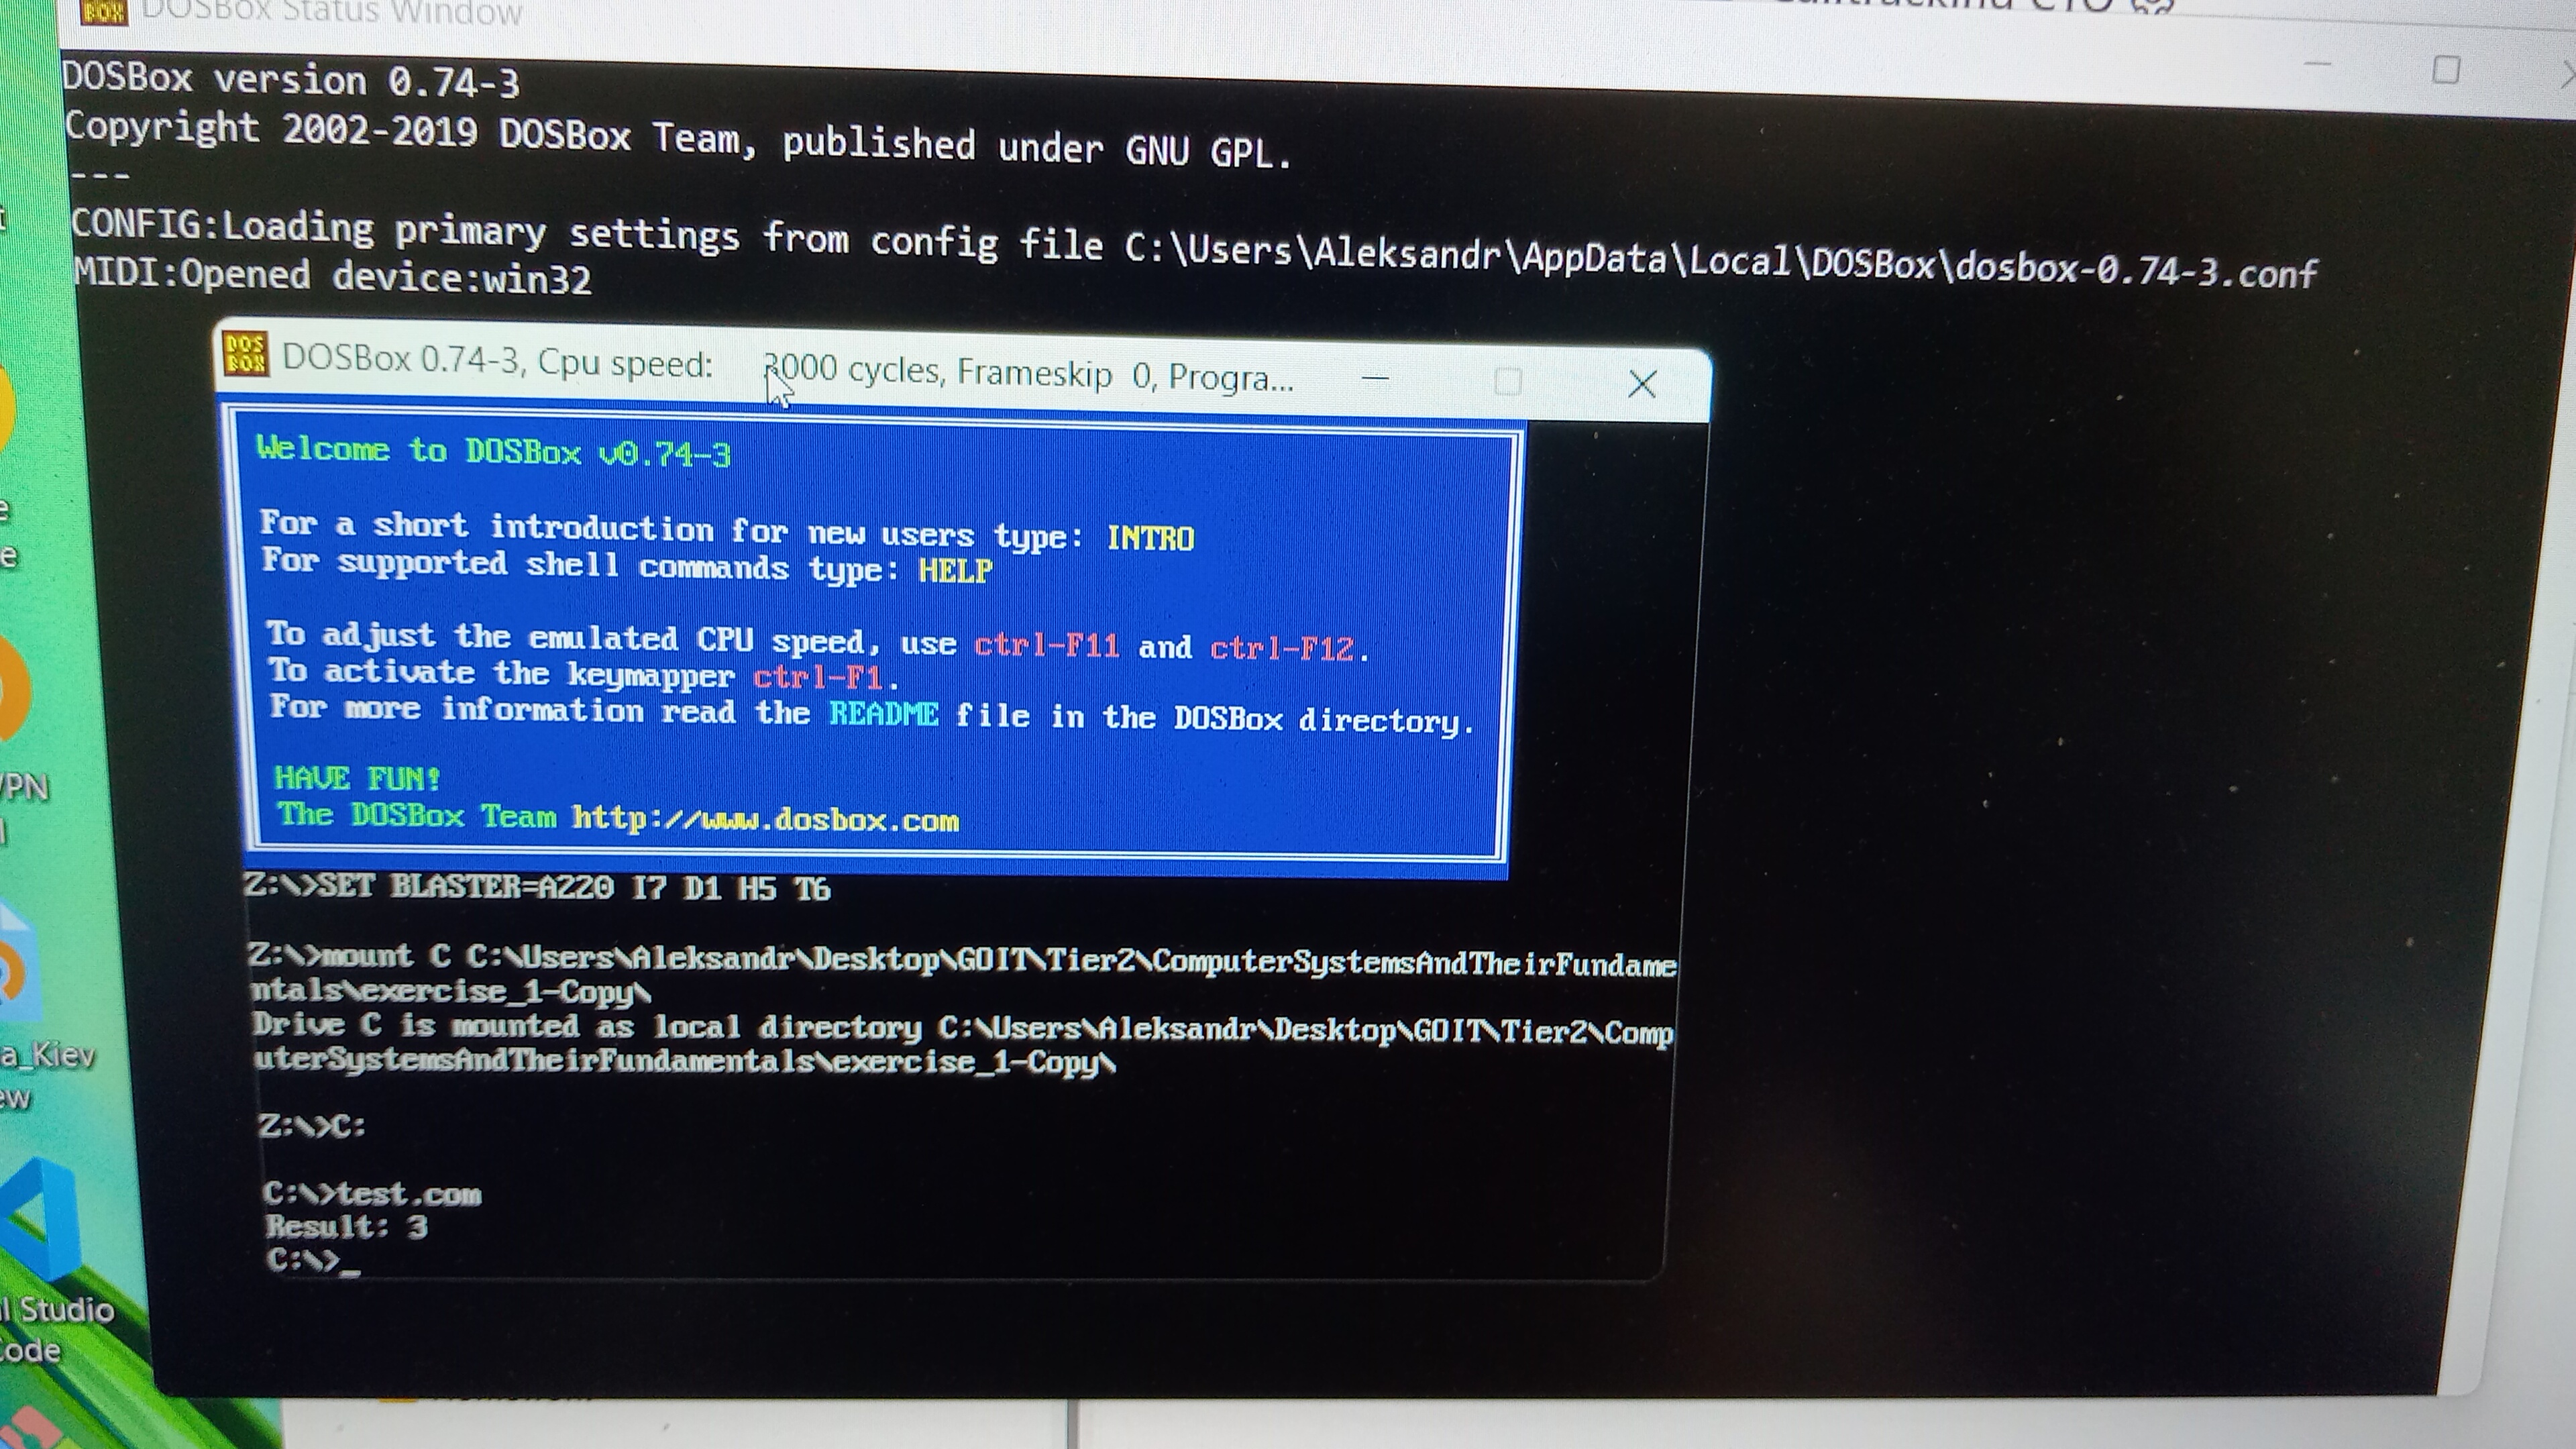 DOSBox Status Window
DOSBox version 0.74-3
Copyright 2002-2019 DOSBox Team, published under GNU GPL.
---
CONFIG:Loading primary settings from config file C:\Users\Aleksandr\AppData\Local\DOSBox\dosbox-0.74-3.conf
MIDI:Opened device:win32
DOSBox 0.74-3, Cpu speed: 3000 cycles, Frameskip 0, Progra...
Welcome to DOSBox v0.74-3
For a short introduction for new users type: INTRO
For supported shell commands type: HELP
To adjust the emulated CPU speed, use ctrl-F11 and ctrl-F12.
To activate the keymapper ctrl-F1.
For more information read the README file in the DOSBox directory.
HAVE FUN!
The DOSBox Team http://www.dosbox.com
Z:\>SET BLASTER=A220 I7 D1 H5 T6
Z:\>mount C C:\Users\Aleksandr\Desktop\GOIT\Tier2\ComputerSystemsAndTheirFundame
ntals\exercise_1-Copy\
Drive C is mounted as local directory C:\Users\Aleksandr\Desktop\GOIT\Tier2\Comp
uterSystemsAndTheirFundamentals\exercise_1-Copy\
Z:\>C:
C:\>test.com
Result: 3
C:\>_
VPN
a_Kiev
ew
l Studio
Code